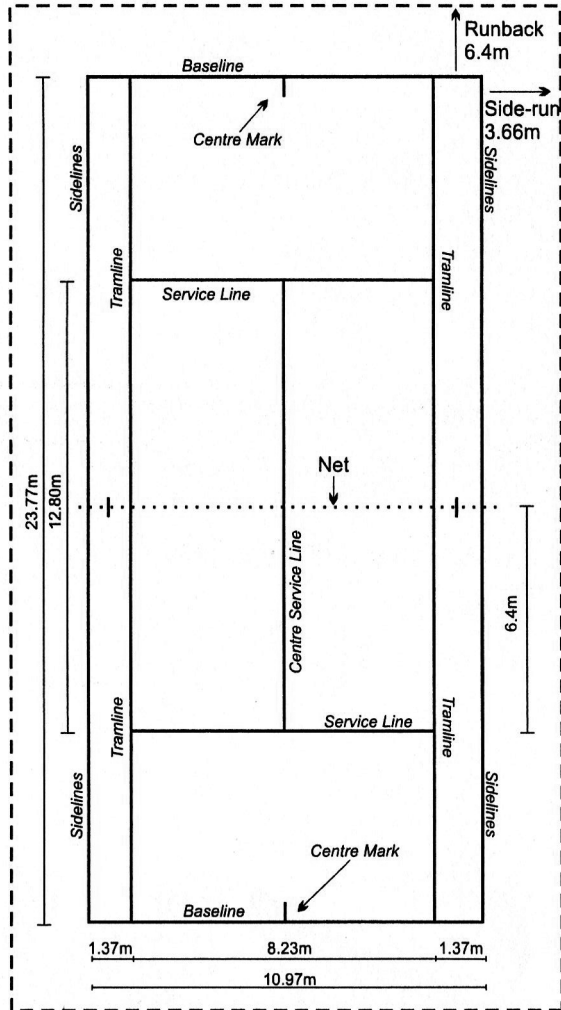 Runback
6.4m
Baseline
Side-run
3.66m
Centre Mark
Sidelines
Sidelines
Tramline
Tramline
Service Line
Net
23.77m
12.80m
Centre Service Line
6.4m
Tramline
Service Line
Tramline
Sidelines
Sidelines
Centre Mark
Baseline
1.37m
8.23m
1.37m
10.97m